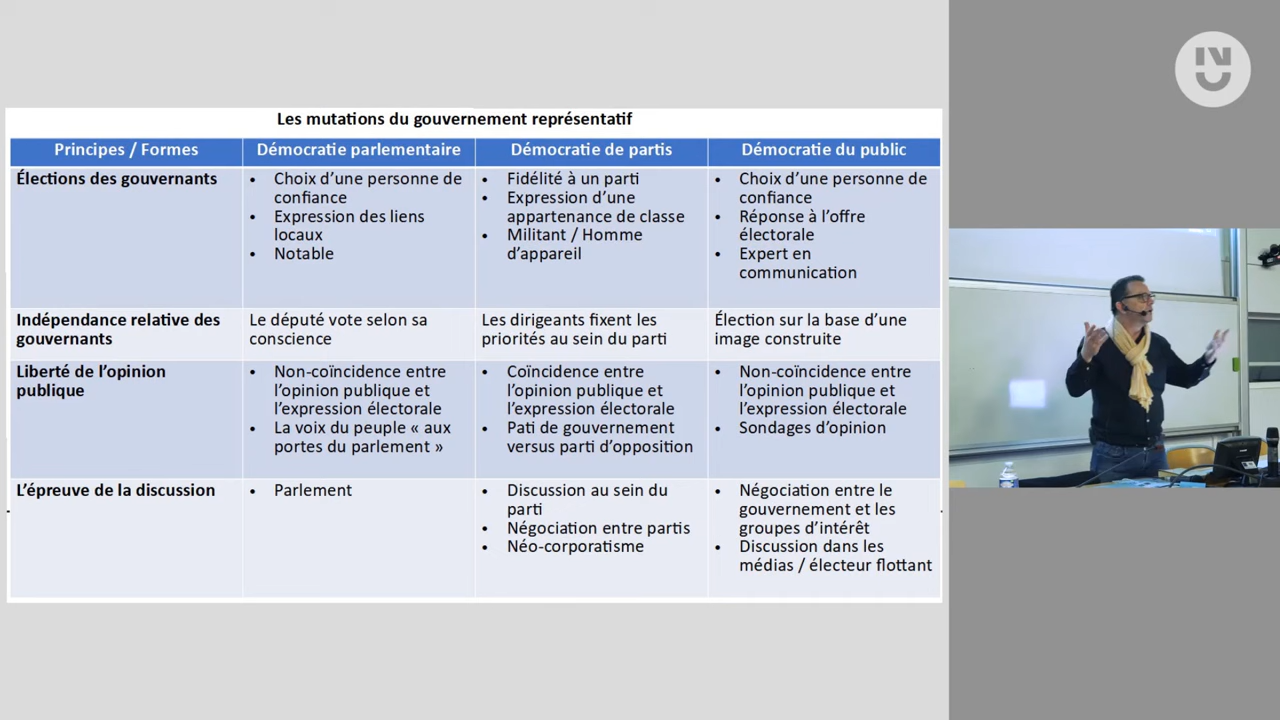 Les mutations du gouvernement représentatif
Principes / Formes
Démocratie parlementaire
Démocratie de partis
Démocratie du public
Élections des gouvernants
• Choix d’une personne de
confiance
• Expression des liens
locaux
• Notable
• Fidélité à un parti
• Expression d’une
appartenance de classe
• Militant / Homme
d’appareil
• Choix d’une personne de
confiance
• Réponse à l’offre
électorale
• Expert en
communication
Indépendance relative des
gouvernants
Le député vote selon sa
conscience
Les dirigeants fixent les
priorités au sein du parti
Élection sur la base d’une
image construite
Liberté de l’opinion
publique
• Non-coïncidence entre
l’opinion publique et
l’expression électorale
• La voix du peuple « aux
portes du parlement »
• Coïncidence entre
l’opinion publique et
l’expression électorale
• Pati de gouvernement
versus parti d’opposition
• Non-coïncidence entre
l’opinion publique et
l’expression électorale
• Sondages d’opinion
L’épreuve de la discussion
• Parlement
• Discussion au sein du
parti
• Négociation entre partis
• Néo-corporatisme
• Négociation entre le
gouvernement et les
groupes d’intérêt
• Discussion dans les
médias / électeur flottant